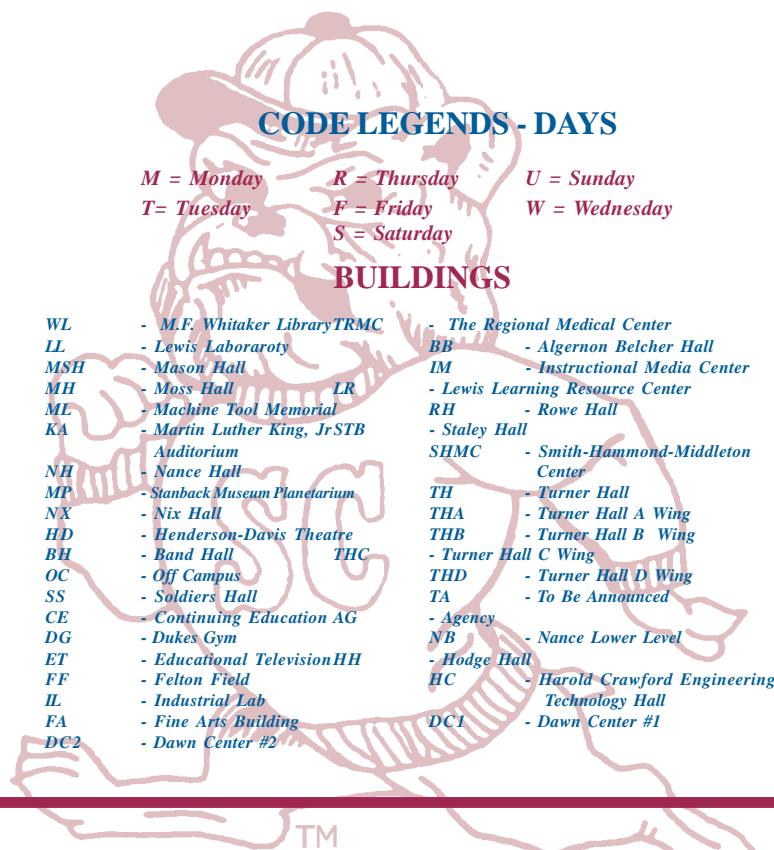 CODE LEGENDS - DAYS
M = Monday R = Thursday U = Sunday
T= Tuesday F = Friday W = Wednesday
S = Saturday
BUILDINGS
WL - M.F. Whitaker LibraryTRMC - The Regional Medical Center
LL - Lewis Laboraroty BB - Algernon Belcher Hall
MSH - Mason Hall IM - Instructional Media Center
MH - Moss Hall LR - Lewis Learning Resource Center
ML - Machine Tool Memorial RH - Rowe Hall
KA - Martin Luther King, JrSTB - Staley Hall
Auditorium SHMC - Smith-Hammond-Middleton
NH - Nance Hall Center
MP - Stanback Museum Planetarium TH - Turner Hall
NX - Nix Hall THA - Turner Hall A Wing
HD - Henderson-Davis Theatre THB - Turner Hall B Wing
BH - Band Hall THC - Turner Hall C Wing
OC - Off Campus THD - Turner Hall D Wing
SS - Soldiers Hall TA - To Be Announced
CE - Continuing Education AG - Agency
DG - Dukes Gym NB - Nance Lower Level
ET - Educational TelevisionHH - Hodge Hall
FF - Felton Field HC - Harold Crawford Engineering
IL - Industrial Lab Technology Hall
FA - Fine Arts Building DC1 - Dawn Center #1
DC2 - Dawn Center #2
SC
TM